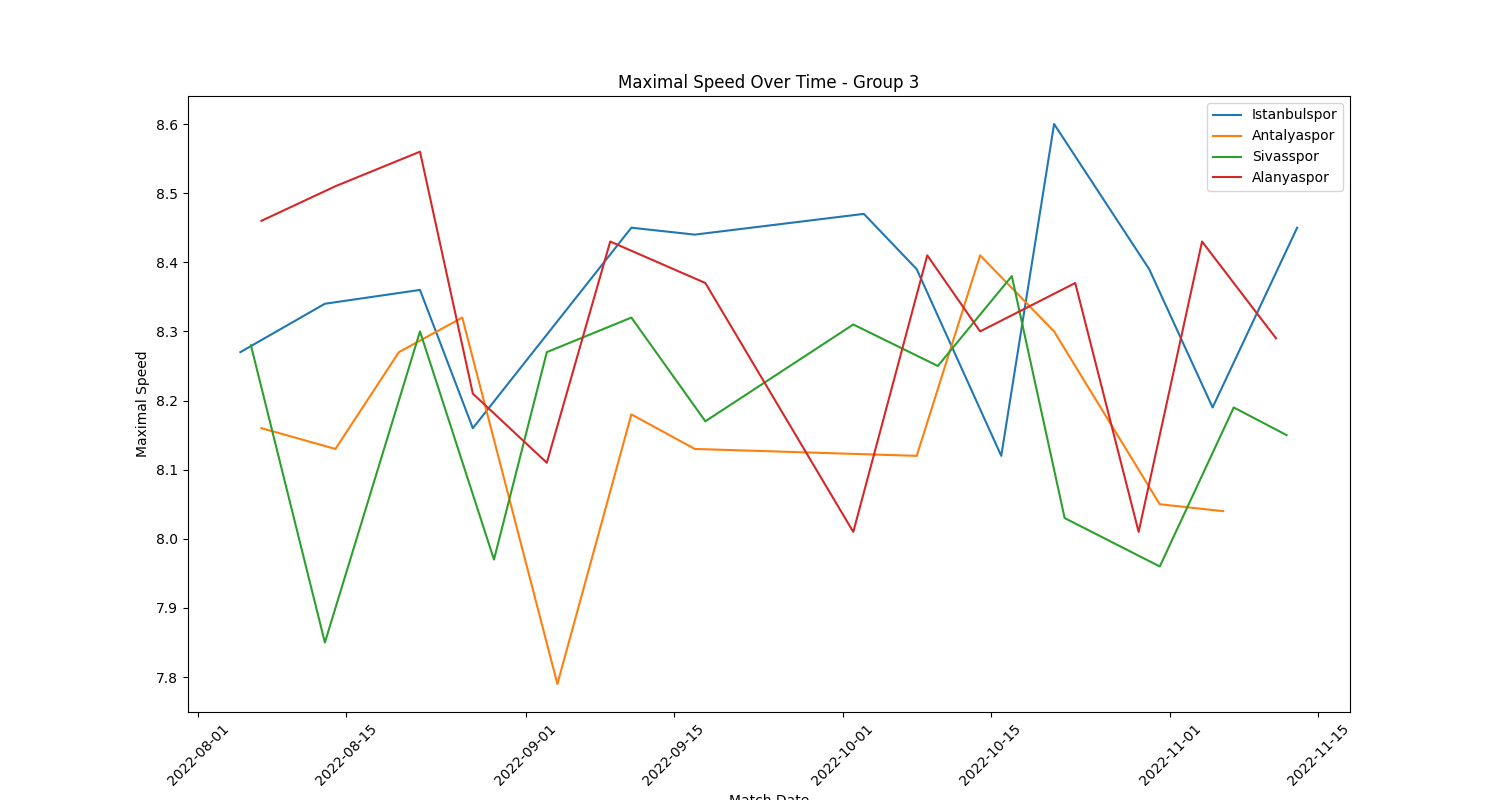 Maximal Speed Over Time - Group 3
Istanbulspor
Antalyaspor
Sivasspor
Alanyaspor
8.6
8.5
8.4
8.3
8.2
8.1
8.0
7.9
7.8
Maximal Speed
2022-08-01
2022-08-15
2022-09-01
2022-09-15
2022-10-01
2022-10-15
2022-11-01
2022-11-15
Match Date